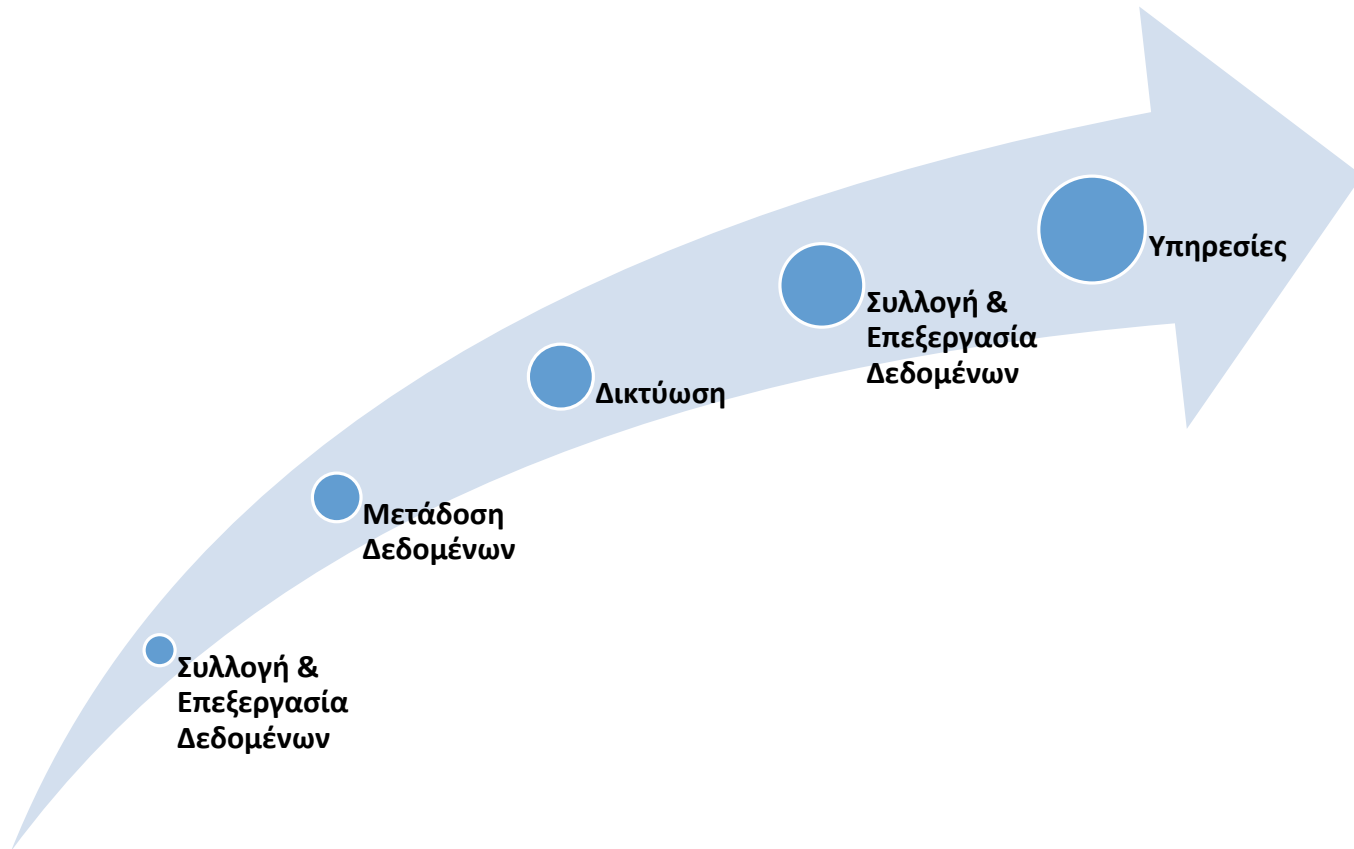 Υπηρεσίες
Συλλογή &
Επεξεργασία
Δεδομένων
Δικτύωση
Μετάδοση
Δεδομένων
Συλλογή &
Επεξεργασία
Δεδομένων